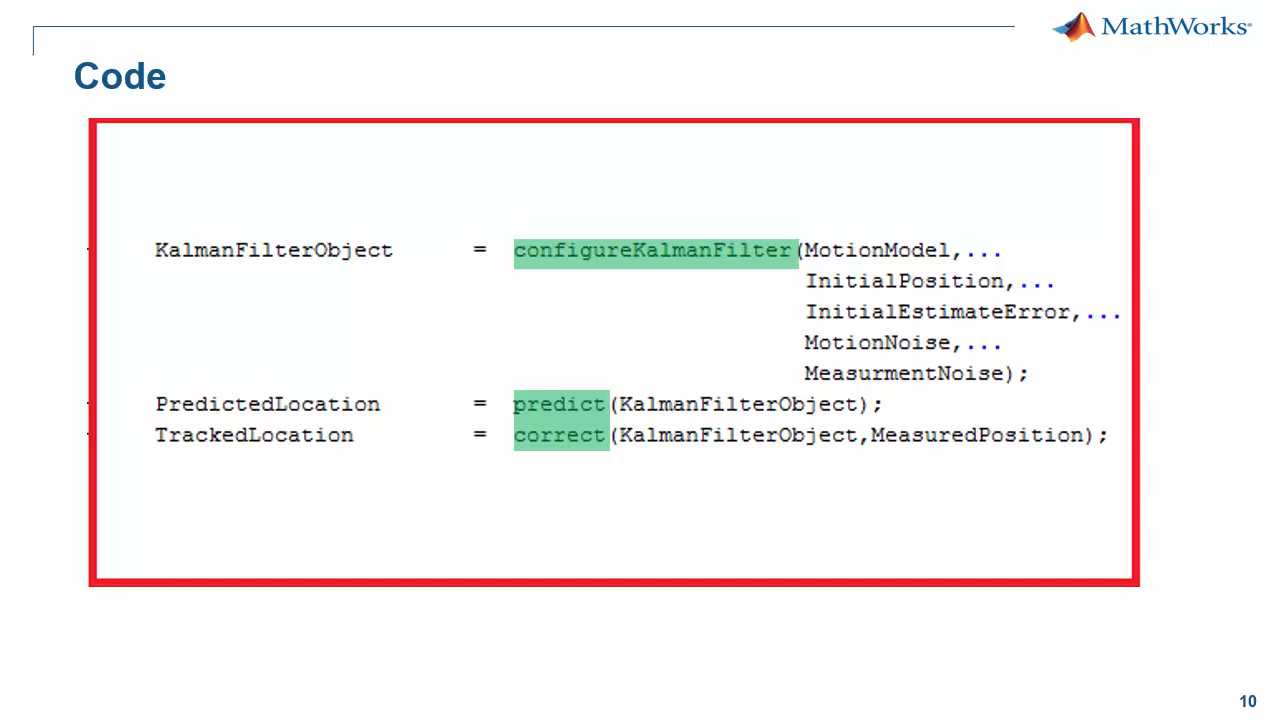 MathWorks®
Code
KalmanFilterObject = configureKalmanFilter(MotionModel,...
InitialPosition,...
InitialEstimateError,...
MotionNoise,...
MeasurmentNoise);
PredictedLocation = predict(KalmanFilterObject);
TrackedLocation = correct(KalmanFilterObject,MeasuredPosition);
10